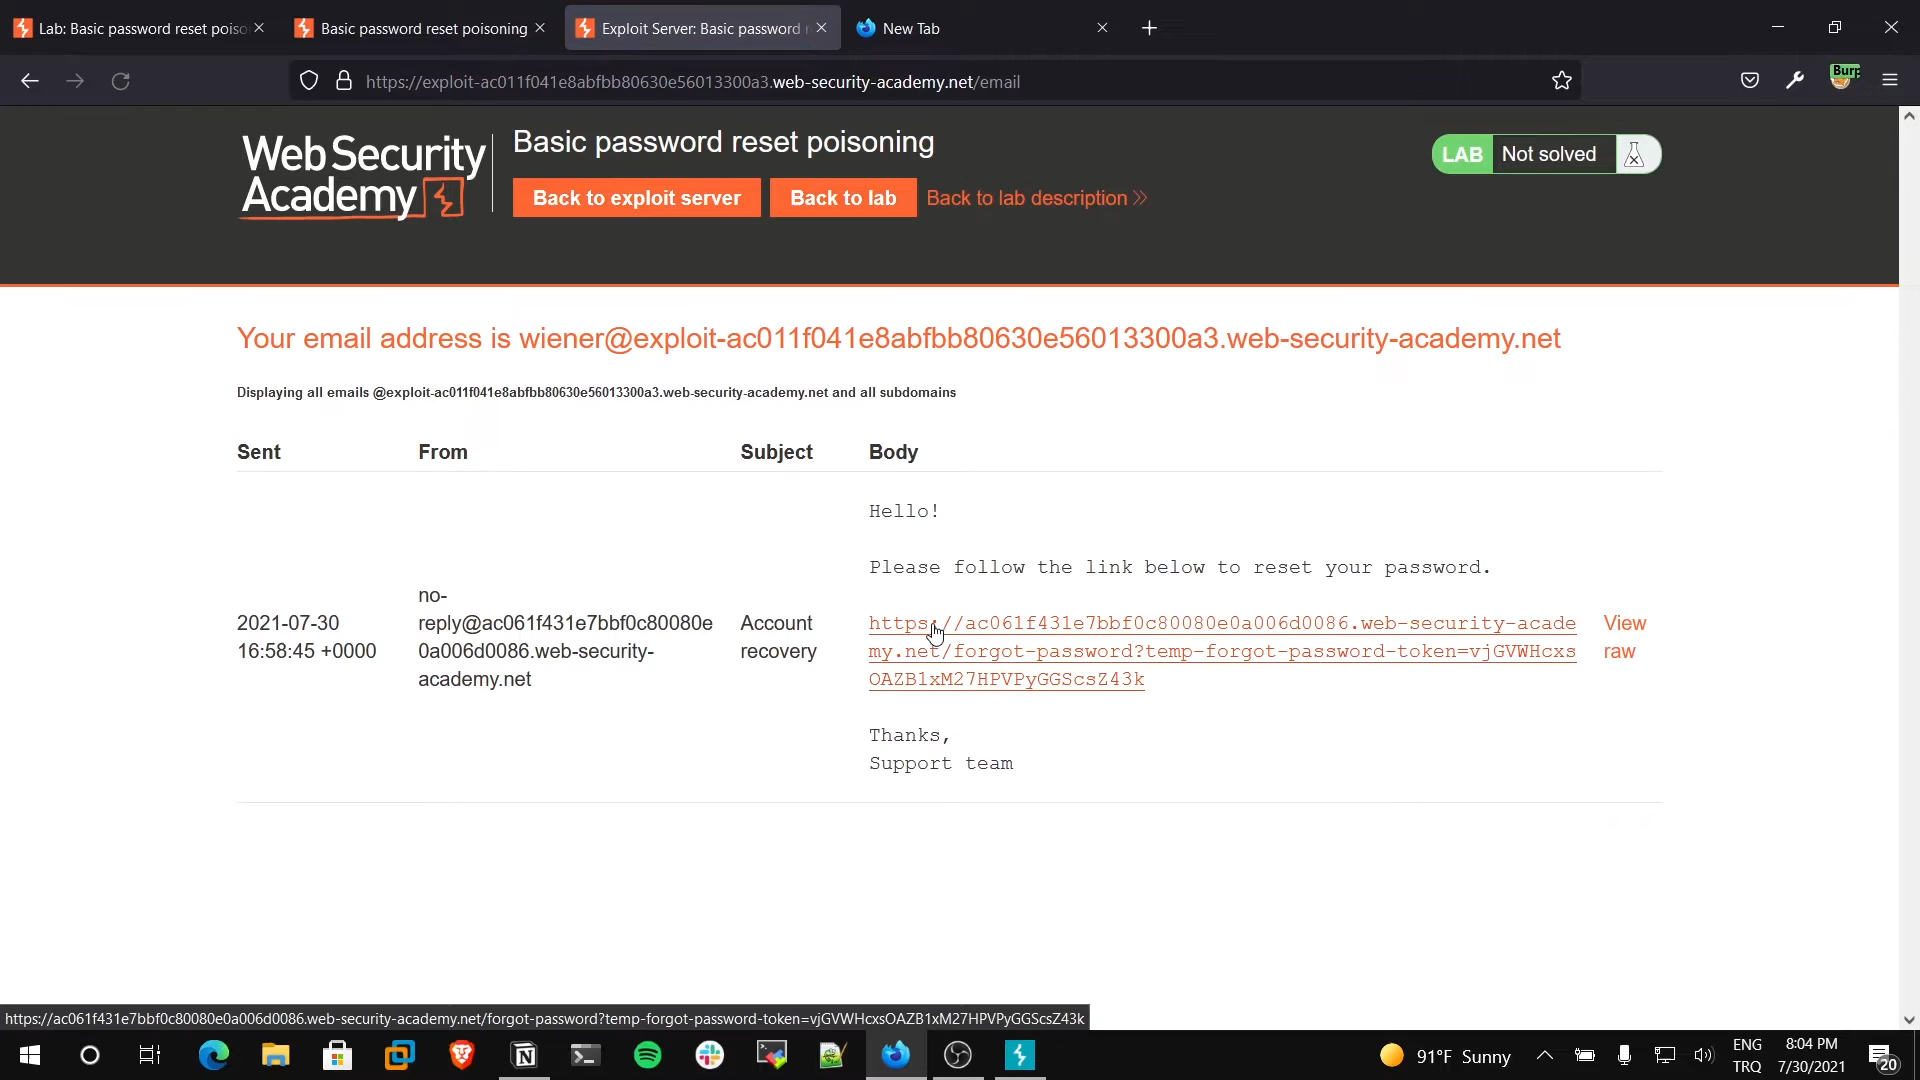 Lab: Basic password reset poiso
Basic password reset poisoning
Exploit Server: Basic password r
New Tab
https://exploit-ac011f041e8abfbb80630e56013300a3.web-security-academy.net/email
Burp
WebSecurity
Academy
Basic password reset poisoning
Back to exploit server
Back to lab
Back to lab description
LAB
Not solved
Your email address is wiener@exploit-ac011f041e8abfbb80630e56013300a3.web-security-academy.net
Displaying all emails @exploit-ac011f041e8abfbb80630e56013300a3.web-security-academy.net and all subdomains
Sent
From
Subject
Body
2021-07-30
16:58:45 +0000
no-
reply@ac061f431e7bbf0c80080e
0a006d0086.web-security-
academy.net
Account
recovery
Hello!
Please follow the link below to reset your password.
https://ac061f431e7bbf0c80080e0a006d0086.web-security-acade
my.net/forgot-password?temp-forgot-password-token=vjGVWHcxs
OAZB1xM27HPVPyGGScsZ43k
Thanks,
Support team
View
raw
https://ac061f431e7bbf0c80080e0a006d0086.web-security-academy.net/forgot-password?temp-forgot-password-token=vjGVWHcxsOAZB1xM27HPVPyGGScsZ43k
91°F Sunny
ENG
TRQ
8:04 PM
7/30/2021
20